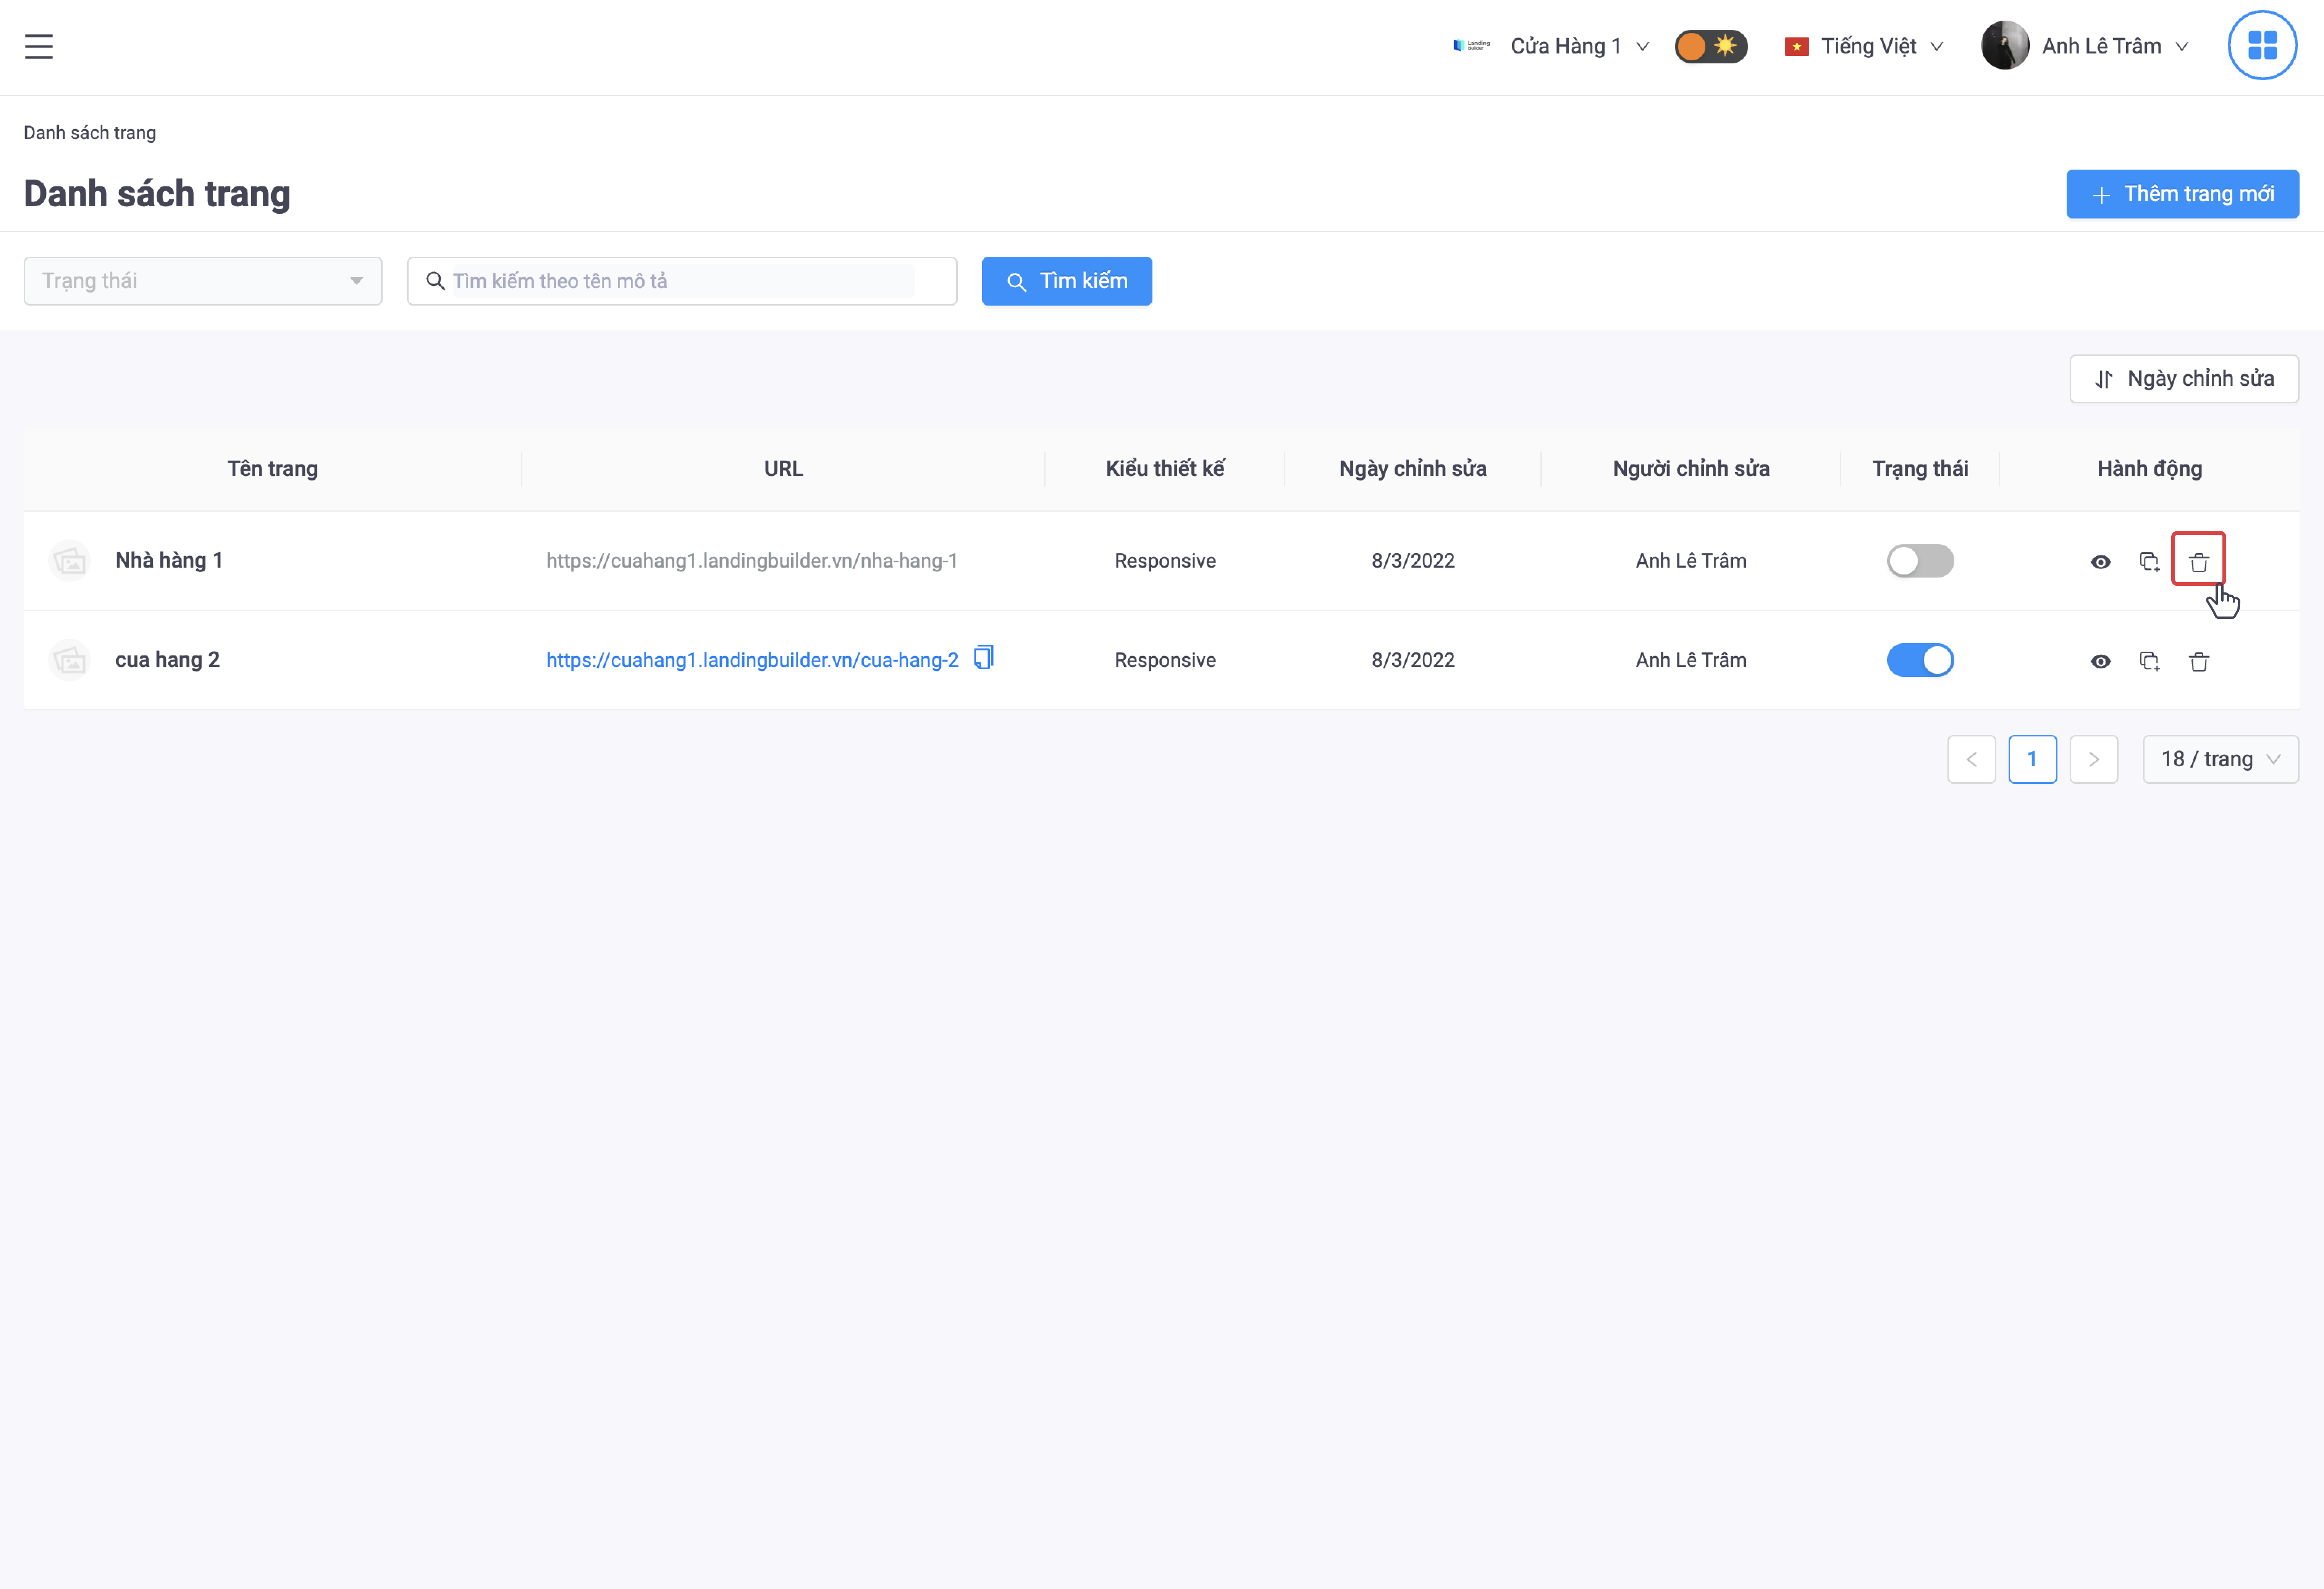 Landing
Builder
Cửa Hàng 1
Tiếng Việt
Anh Lê Trâm
Danh sách trang
Danh sách trang
Thêm trang mới
Trạng thái
Tìm kiếm theo tên mô tả
Tìm kiếm
Ngày chỉnh sửa
Tên trang URL Kiểu thiết kế Ngày chỉnh sửa Người chỉnh sửa Trạng thái Hành động
Nhà hàng 1 https://cuahang1.landingbuilder.vn/nha-hang-1 Responsive 8/3/2022 Anh Lê Trâm
cua hang 2 https://cuahang1.landingbuilder.vn/cua-hang-2 Responsive 8/3/2022 Anh Lê Trâm
1
18 / trang